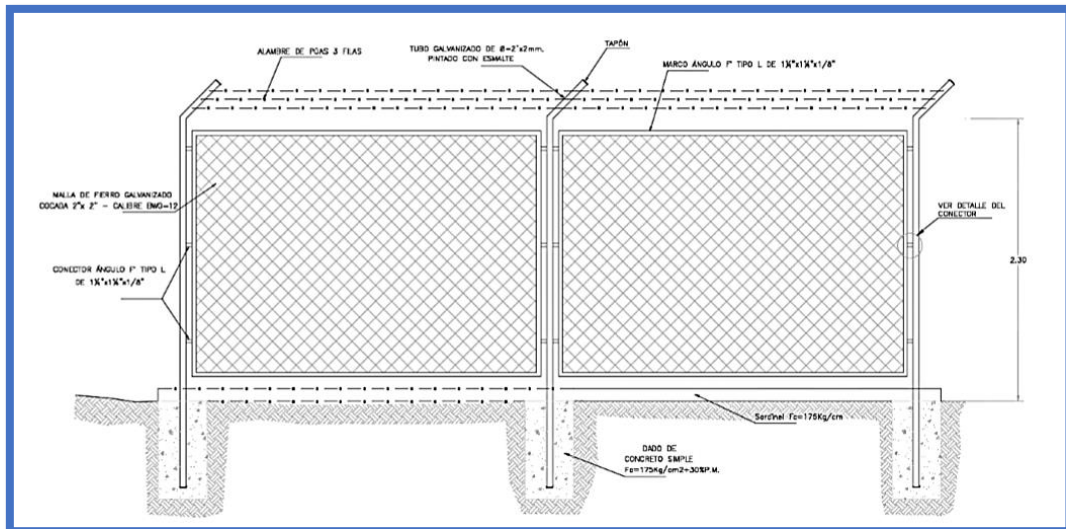 ALAMBRE DE PÚAS 3 FILAS
TUBO GALVANIZADO DE Ø=2"x2mm.
PINTADO CON ESMALTE
TAPÓN
MARCO ÁNGULO F° TIPO L DE 1¼"x1¼"x1/8"
MALLA DE FIERRO GALVANIZADO
COCADA 2"x 2" - CALIBRE BWG-12
VER DETALLE DEL
CONECTOR
CONECTOR ÁNGULO F° TIPO L
DE 1¼"x1¼"x1/8"
2.30
Sardinel Fc=175Kg/cm
DADO DE
CONCRETO SIMPLE
Fc=175Kg/cm2+30%P.M.